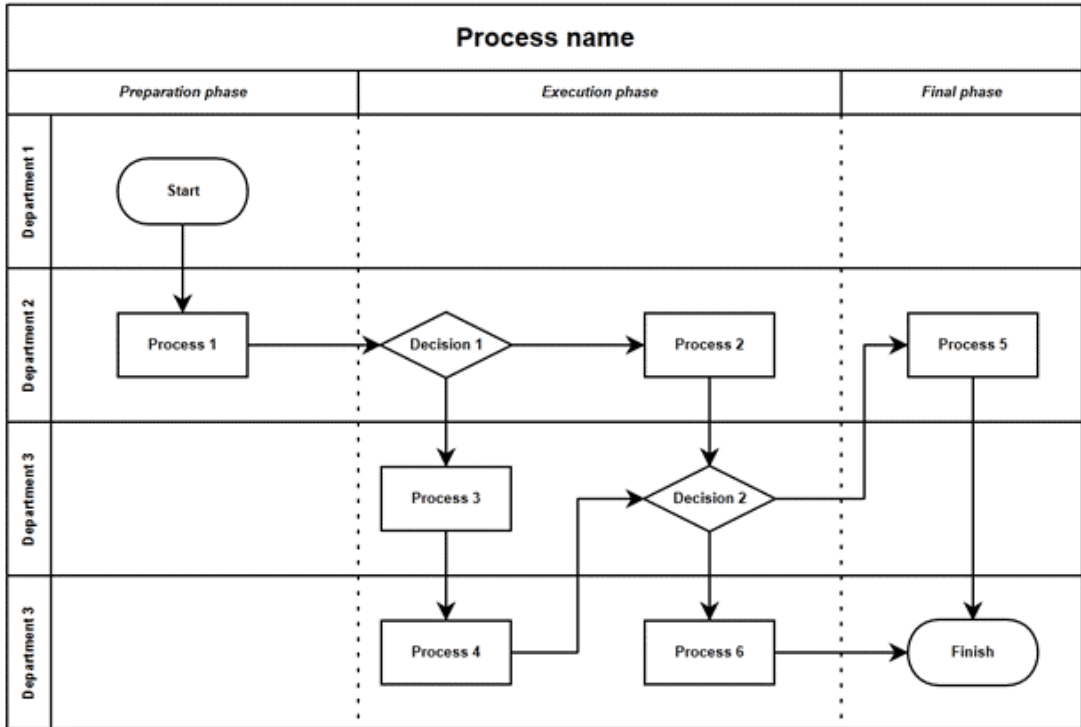 Process name
Preparation phase
Execution phase
Final phase
Department 1
Start
Department 2
Process 1
Decision 1
Process 2
Process 5
Department 3
Process 3
Decision 2
Department 3
Process 4
Process 6
Finish